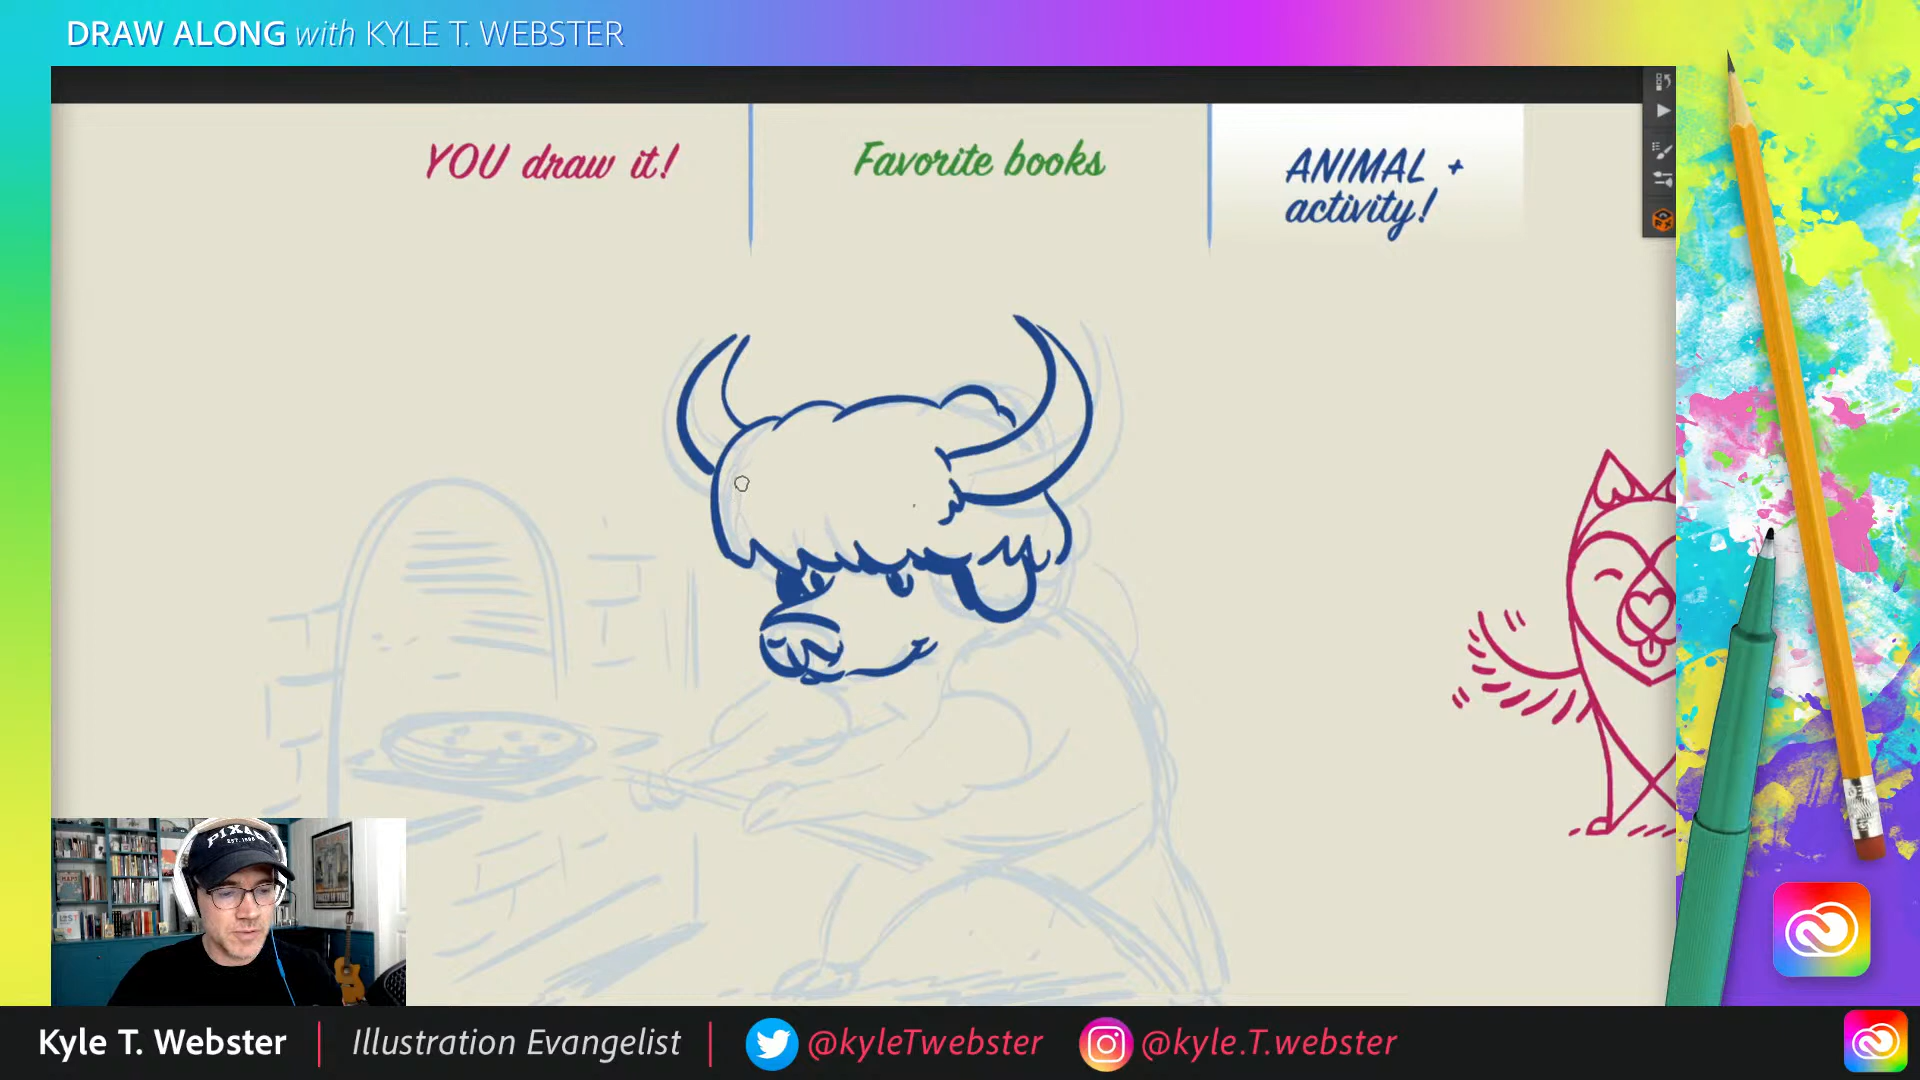 DRAW ALONG with KYLE T. WEBSTER
YOU draw it!
Favorite books
ANIMAL +
activity!
PIXAR
Kyle T. Webster | Illustration Evangelist | @kyleTwebster @kyle.T.webster